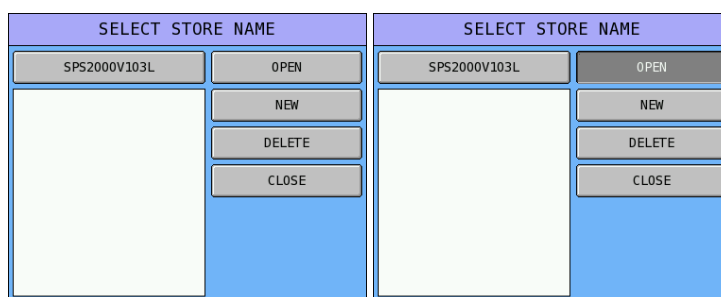 SELECT STORE NAME
SPS2000V103L
OPEN
NEW
DELETE
CLOSE
SELECT STORE NAME
SPS2000V103L
OPEN
NEW
DELETE
CLOSE